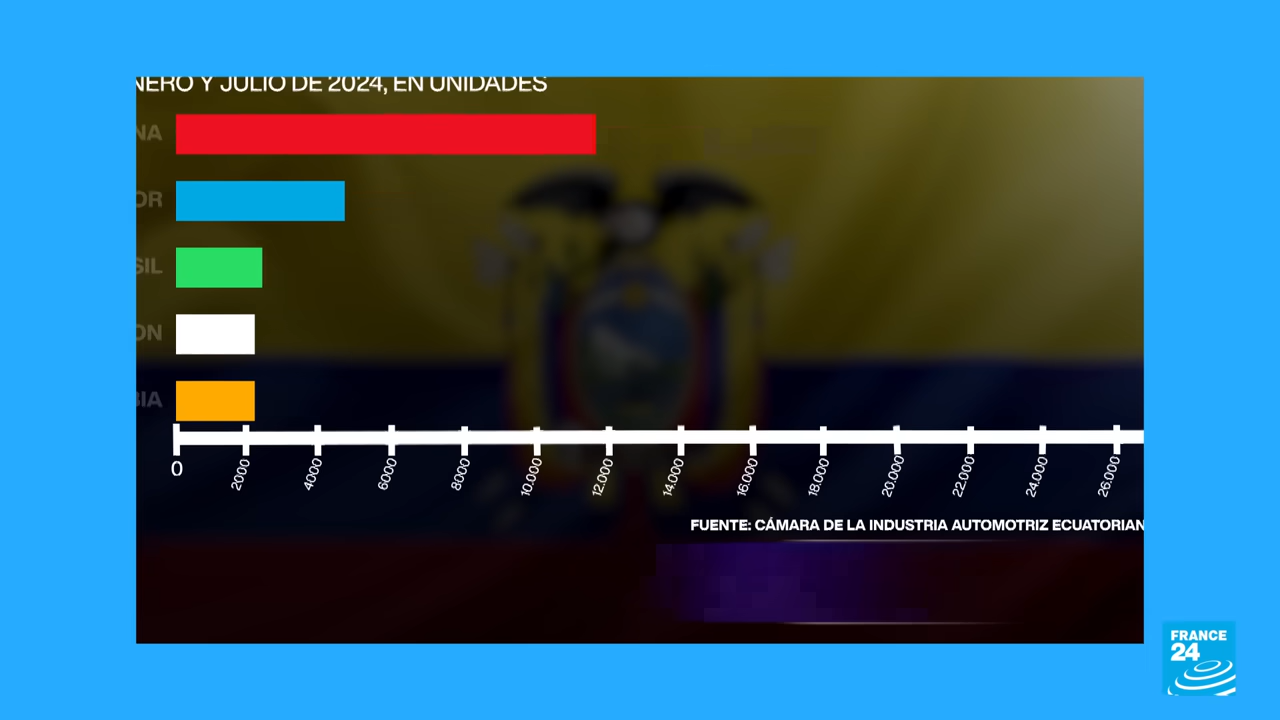 NERO Y JULIO DE 2024, EN UNIDADES
NA
OR
SIL
ON
BIA
0
2000
4000
6000
8000
10.000
12.000
14.000
16.000
18.000
20.000
22.000
24.000
26.000
FUENTE: CÁMARA DE LA INDUSTRIA AUTOMOTRIZ ECUATORIAN
FRANCE
24